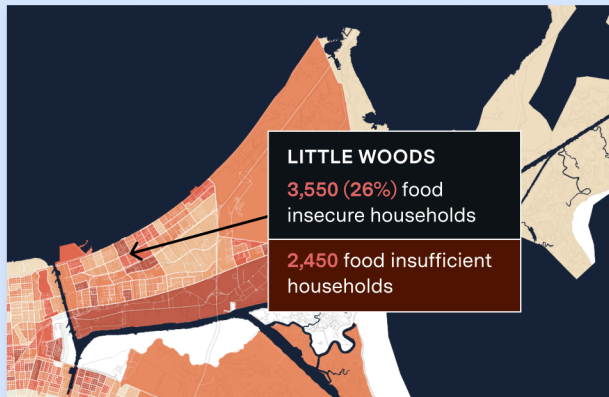 LITTLE WOODS
3,550 (26%) food
insecure households
2,450 food insufficient
households